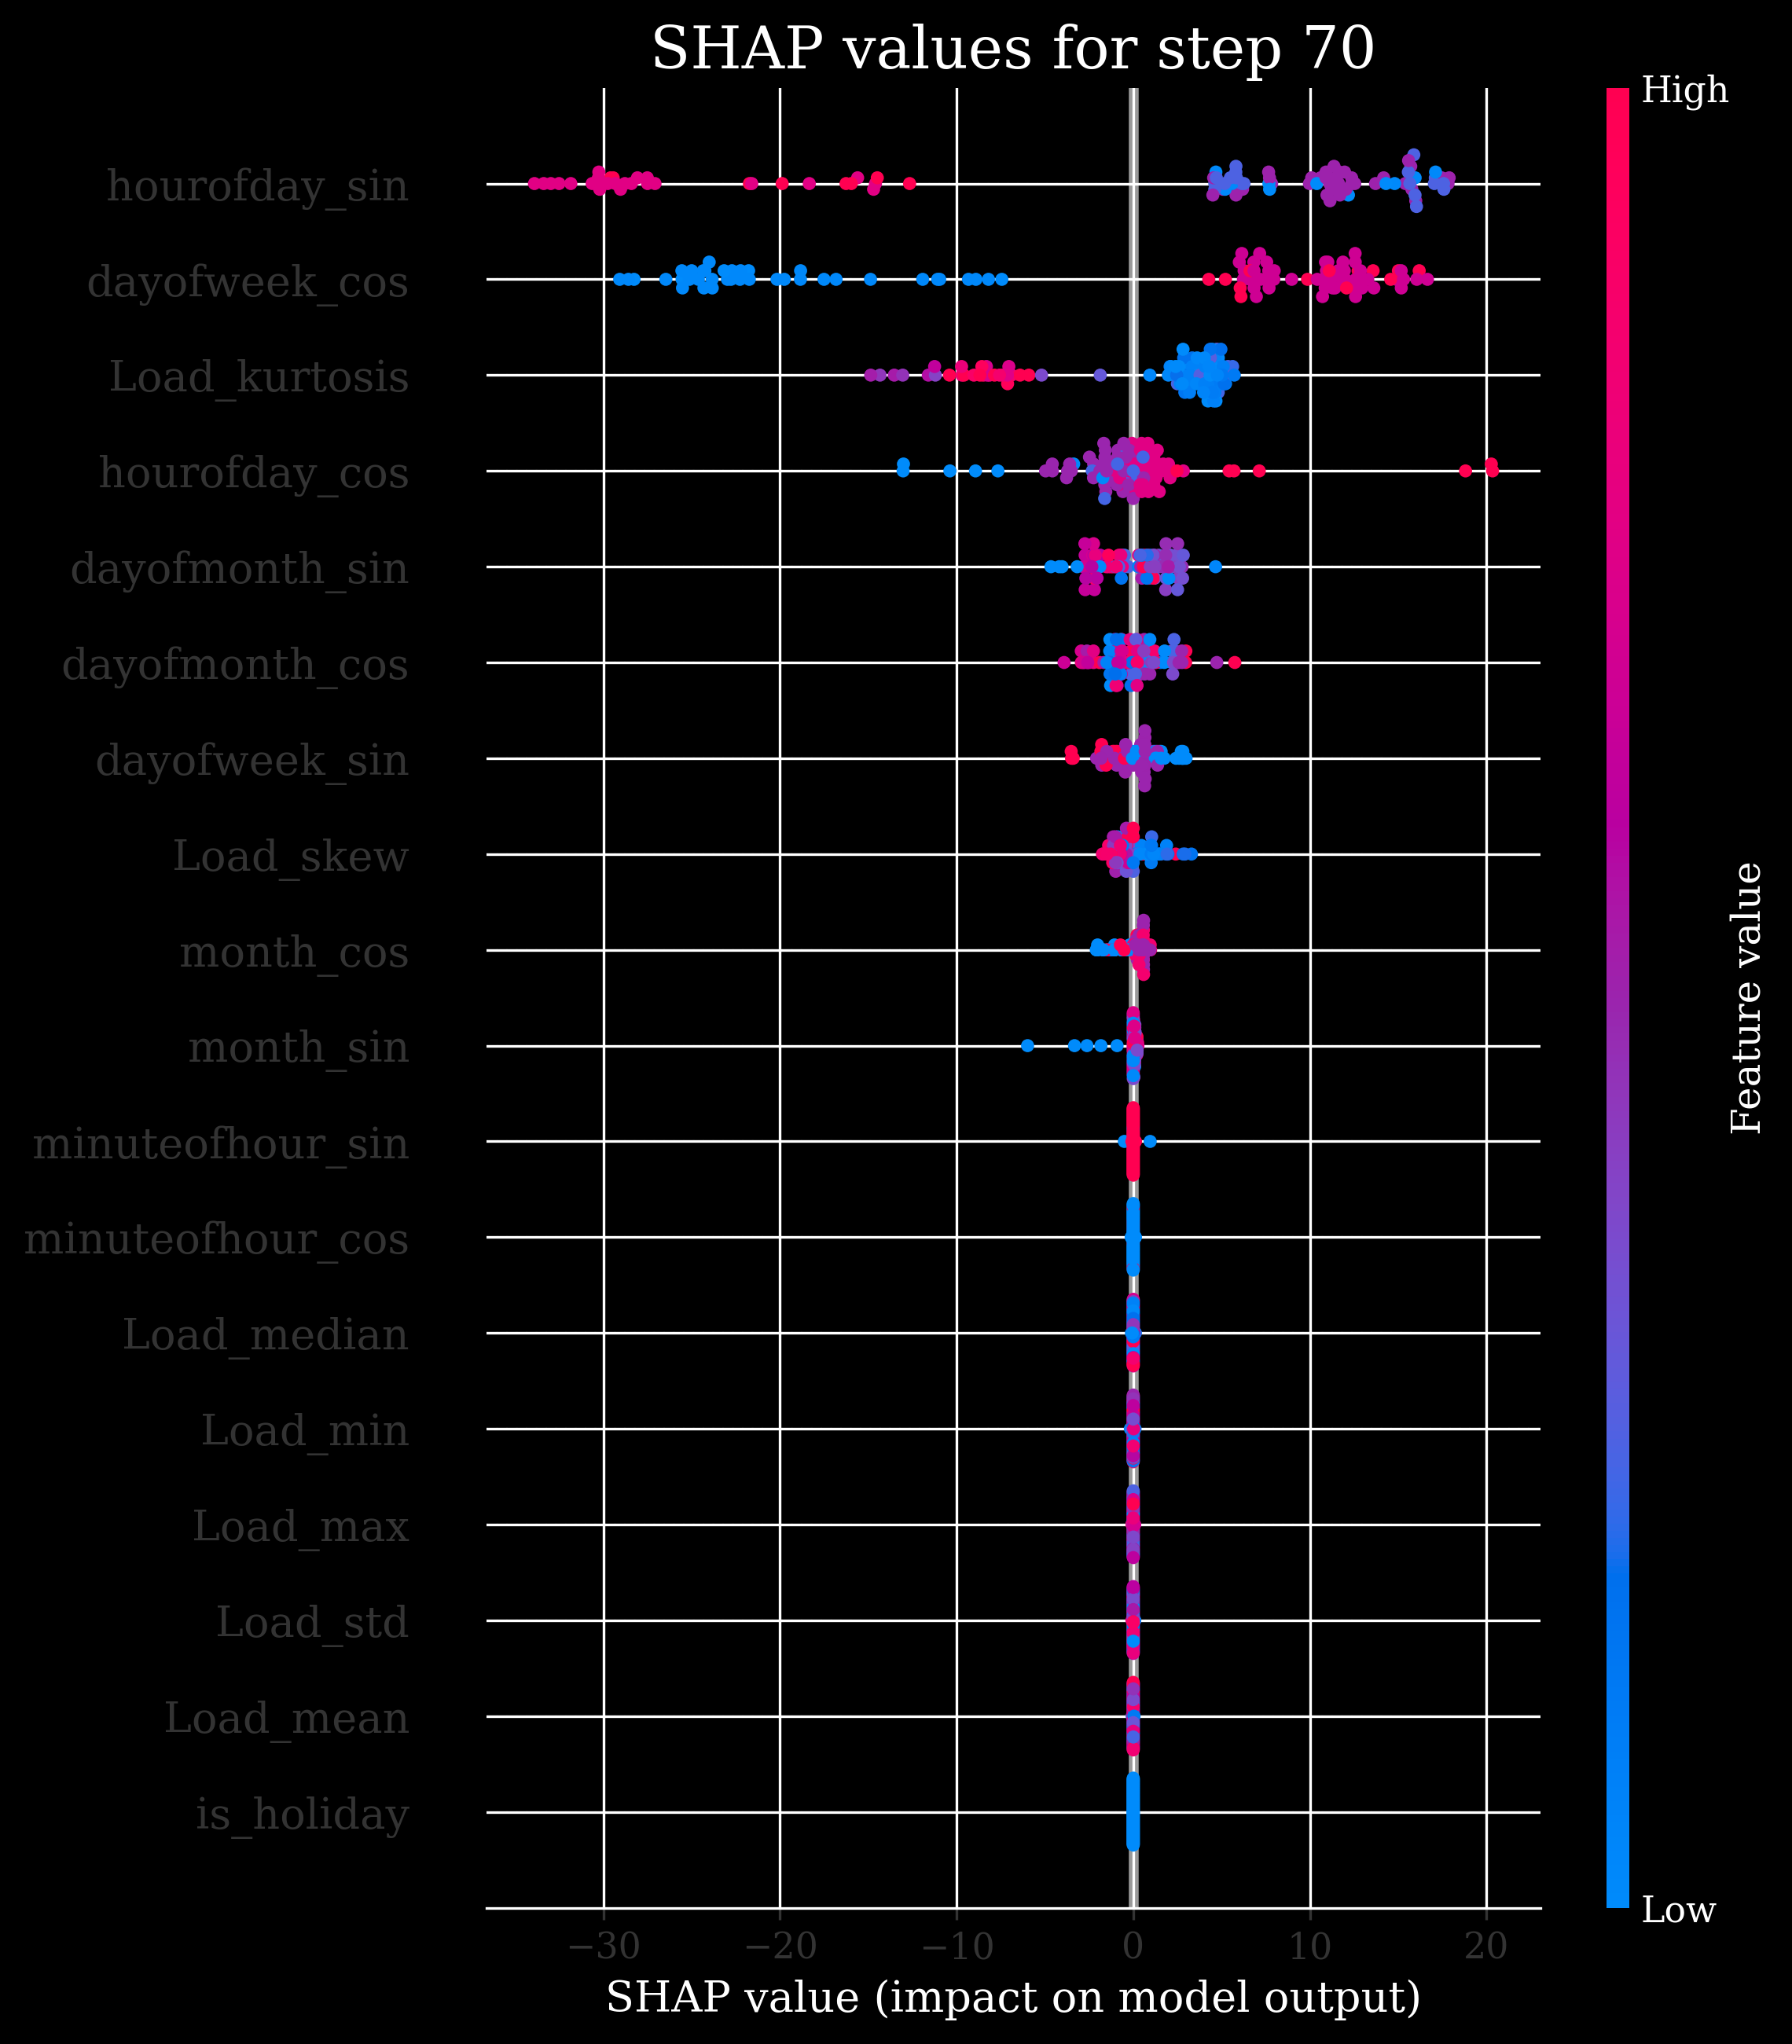 SHAP values for step 70
High
hourofday_sin
dayofweek_cos
Load_kurtosis
hourofday_cos
dayofmonth_sin
dayofmonth_cos
dayofweek_sin
Load_skew
month_cos
month_sin
minuteofhour_sin
minuteofhour_cos
Load_median
Load_min
Load_max
Load_std
Load_mean
is_holiday
Feature value
Low
−30 −20 −10 0 10 20
SHAP value (impact on model output)